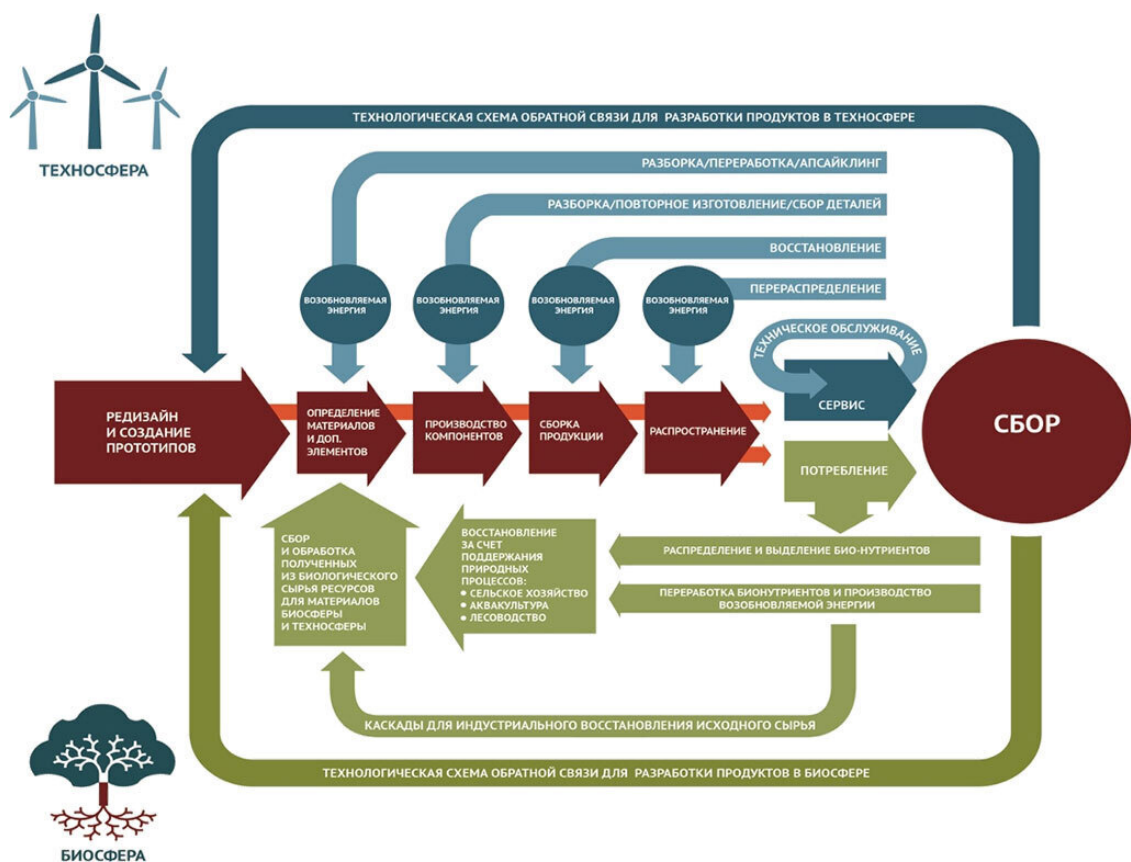 ТЕХНОСФЕРА
ТЕХНОЛОГИЧЕСКАЯ СХЕМА ОБРАТНОЙ СВЯЗИ ДЛЯ РАЗРАБОТКИ ПРОДУКТОВ В ТЕХНОСФЕРЕ
РАЗБОРКА/ПЕРЕРАБОТКА/АПСАЙКЛИНГ
РАЗБОРКА/ПОВТОРНОЕ ИЗГОТОВЛЕНИЕ/СБОР ДЕТАЛЕЙ
ВОССТАНОВЛЕНИЕ
ПЕРЕРАСПРЕДЕЛЕНИЕ
ВОЗОБНОВЛЯЕМАЯ
ЭНЕРГИЯ
ВОЗОБНОВЛЯЕМАЯ
ЭНЕРГИЯ
ВОЗОБНОВЛЯЕМАЯ
ЭНЕРГИЯ
ВОЗОБНОВЛЯЕМАЯ
ЭНЕРГИЯ
ТЕХНИЧЕСКОЕ ОБСЛУЖИВАНИЕ
РЕДИЗАЙН
И СОЗДАНИЕ
ПРОТОТИПОВ
ОПРЕДЕЛЕНИЕ
МАТЕРИАЛОВ
И ДОП.
ЭЛЕМЕНТОВ
ПРОИЗВОДСТВО
КОМПОНЕНТОВ
СБОРКА
ПРОДУКЦИИ
РАСПРОСТРАНЕНИЕ
СЕРВИС
ПОТРЕБЛЕНИЕ
СБОР
СБОР
И ОБРАБОТКА
ПОЛУЧЕННЫХ
ИЗ БИОЛОГИЧЕСКОГО
СЫРЬЯ РЕСУРСОВ
ДЛЯ МАТЕРИАЛОВ
БИОСФЕРЫ
И ТЕХНОСФЕРЫ
ВОССТАНОВЛЕНИЕ
ЗА СЧЕТ
ПОДДЕРЖАНИЯ
ПРИРОДНЫХ
ПРОЦЕССОВ:
● СЕЛЬСКОЕ ХОЗЯЙСТВО
● АКВАКУЛЬТУРА
● ЛЕСОВОДСТВО
РАСПРЕДЕЛЕНИЕ И ВЫДЕЛЕНИЕ БИО-НУТРИЕНТОВ
ПЕРЕРАБОТКА БИОНУТРИЕНТОВ И ПРОИЗВОДСТВО
ВОЗОБНОВЛЯЕМОЙ ЭНЕРГИИ
КАСКАДЫ ДЛЯ ИНДУСТРИАЛЬНОГО ВОССТАНОВЛЕНИЯ ИСХОДНОГО СЫРЬЯ
ТЕХНОЛОГИЧЕСКАЯ СХЕМА ОБРАТНОЙ СВЯЗИ ДЛЯ РАЗРАБОТКИ ПРОДУКТОВ В БИОСФЕРЕ
БИОСФЕРА